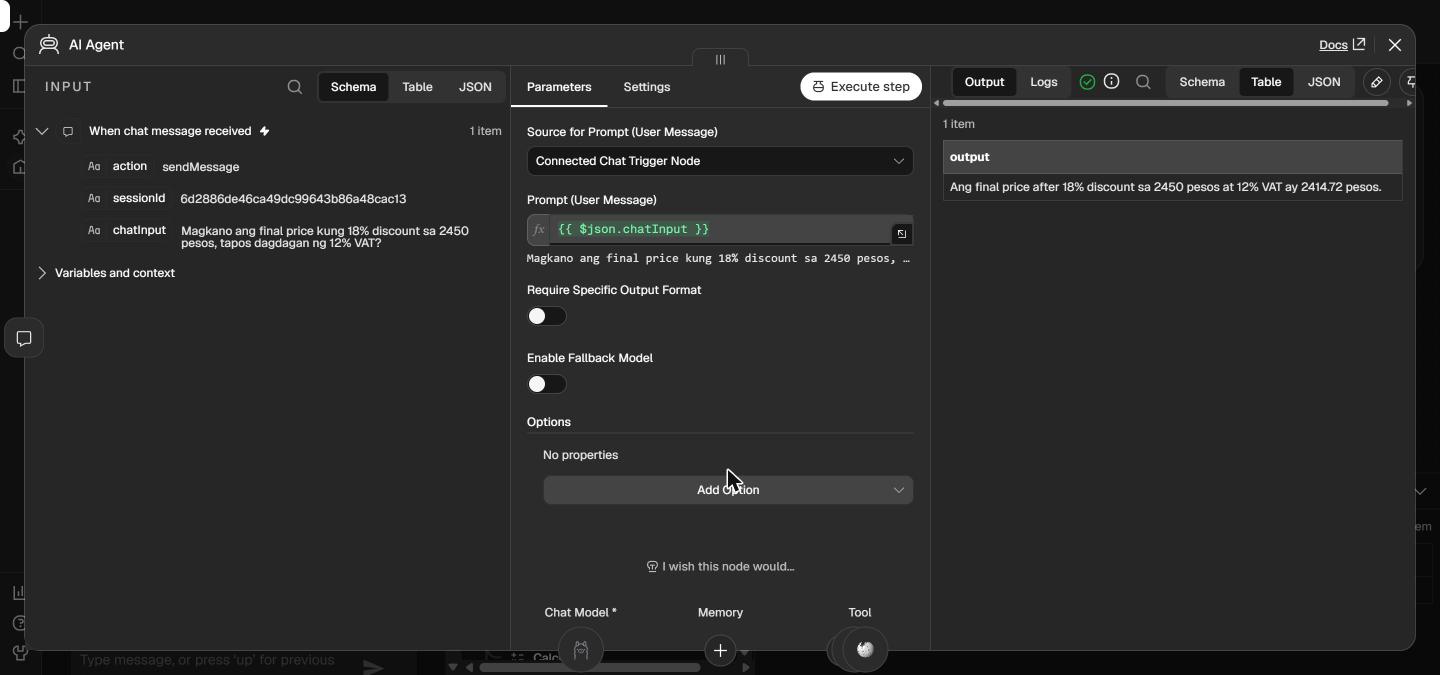 AI Agent
Docs
INPUT
Schema
Table
JSON
When chat message received
1 item
Aa action sendMessage
Aa sessionId 6d2886de46ca49dc99643b86a48cac13
Aa chatInput Magkano ang final price kung 18% discount sa 2450
pesos, tapos dagdagan ng 12% VAT?
Variables and context
Parameters
Settings
Execute step
Source for Prompt (User Message)
Connected Chat Trigger Node
Prompt (User Message)
fx {{ $json.chatInput }}
Magkano ang final price kung 18% discount sa 2450 pesos, …
Require Specific Output Format
Enable Fallback Model
Options
No properties
Add Option
I wish this node would...
Chat Model *
Memory
Tool
Output
Logs
Schema
Table
JSON
1 item
output
Ang final price after 18% discount sa 2450 pesos at 12% VAT ay 2414.72 pesos.
Type message, or press 'up' for previous